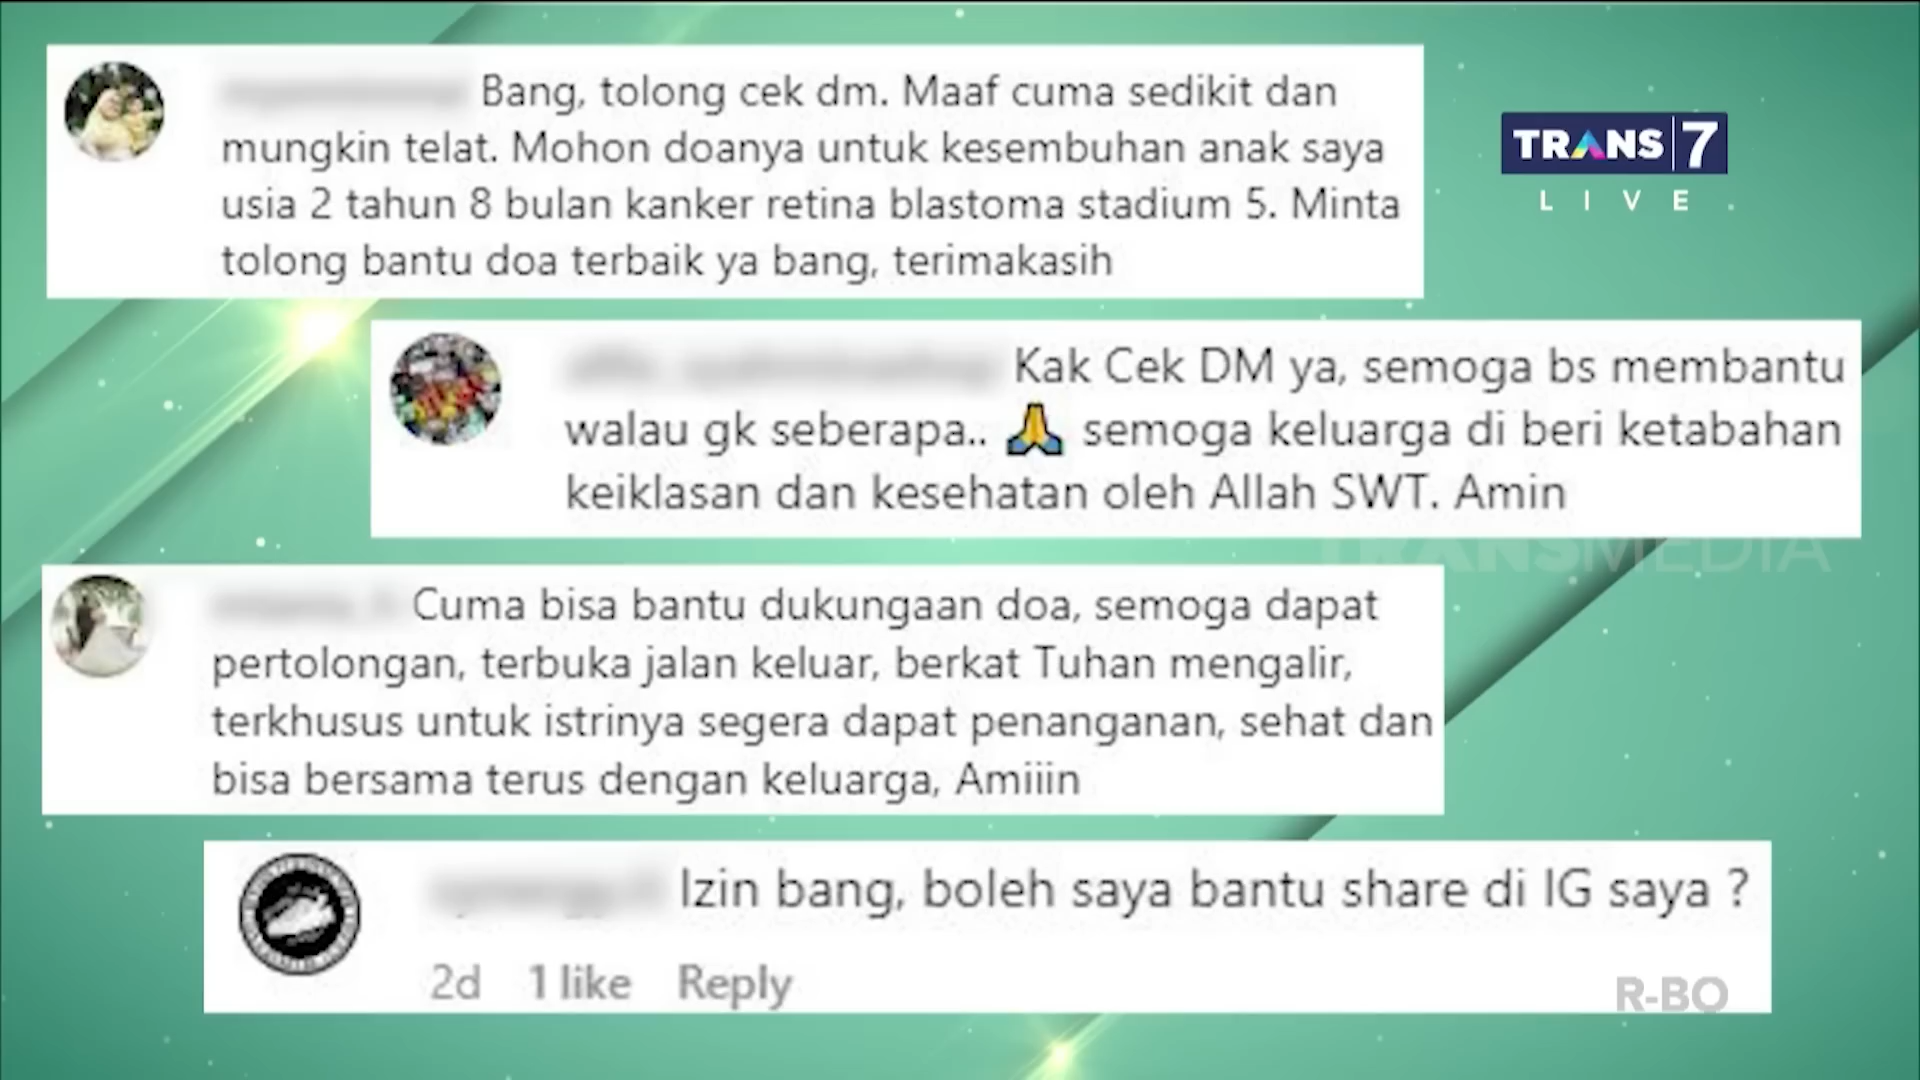 Bang, tolong cek dm. Maaf cuma sedikit dan
mungkin telat. Mohon doanya untuk kesembuhan anak saya
usia 2 tahun 8 bulan kanker retina blastoma stadium 5. Minta
tolong bantu doa terbaik ya bang, terimakasih
TRANS7
LIVE
Kak Cek DM ya, semoga bs membantu
walau gk seberapa.. 🙏 semoga keluarga di beri ketabahan
keiklasan dan kesehatan oleh Allah SWT. Amin
TRANSMEDIA
Cuma bisa bantu dukungaan doa, semoga dapat
pertolongan, terbuka jalan keluar, berkat Tuhan mengalir,
terkhusus untuk istrinya segera dapat penanganan, sehat dan
bisa bersama terus dengan keluarga, Amiiin
Izin bang, boleh saya bantu share di IG saya ?
2d 1 like Reply
R-BO